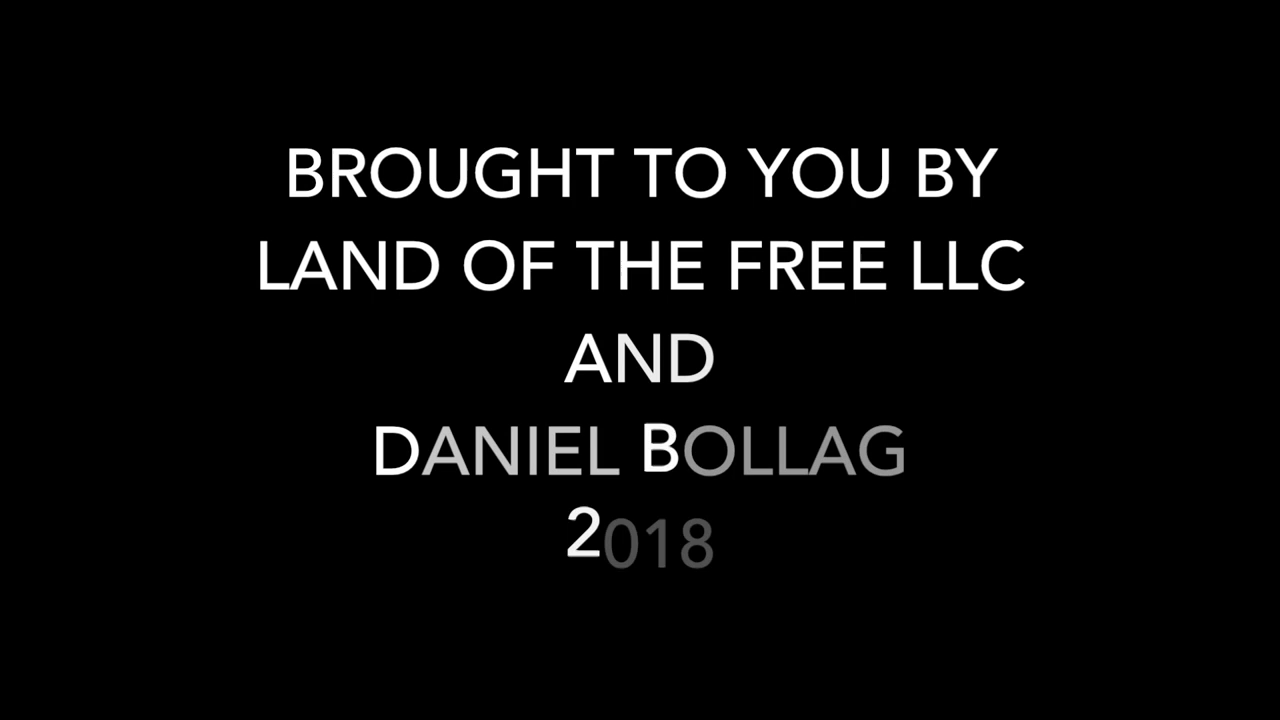 BROUGHT TO YOU BY
LAND OF THE FREE LLC
AND
DANIEL BOLLAG
2018